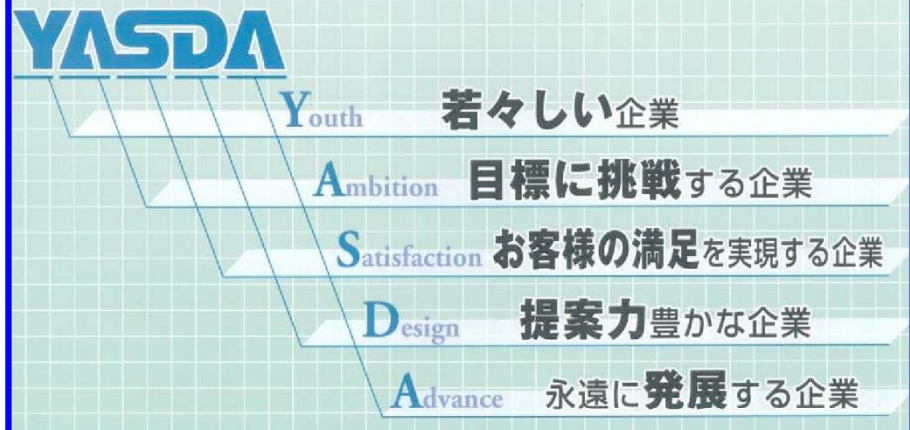 YASDA
Youth 若々しい企業
Ambition 目標に挑戦する企業
Satisfaction お客様の満足を実現する企業
Design 提案力豊かな企業
Advance 永遠に発展する企業